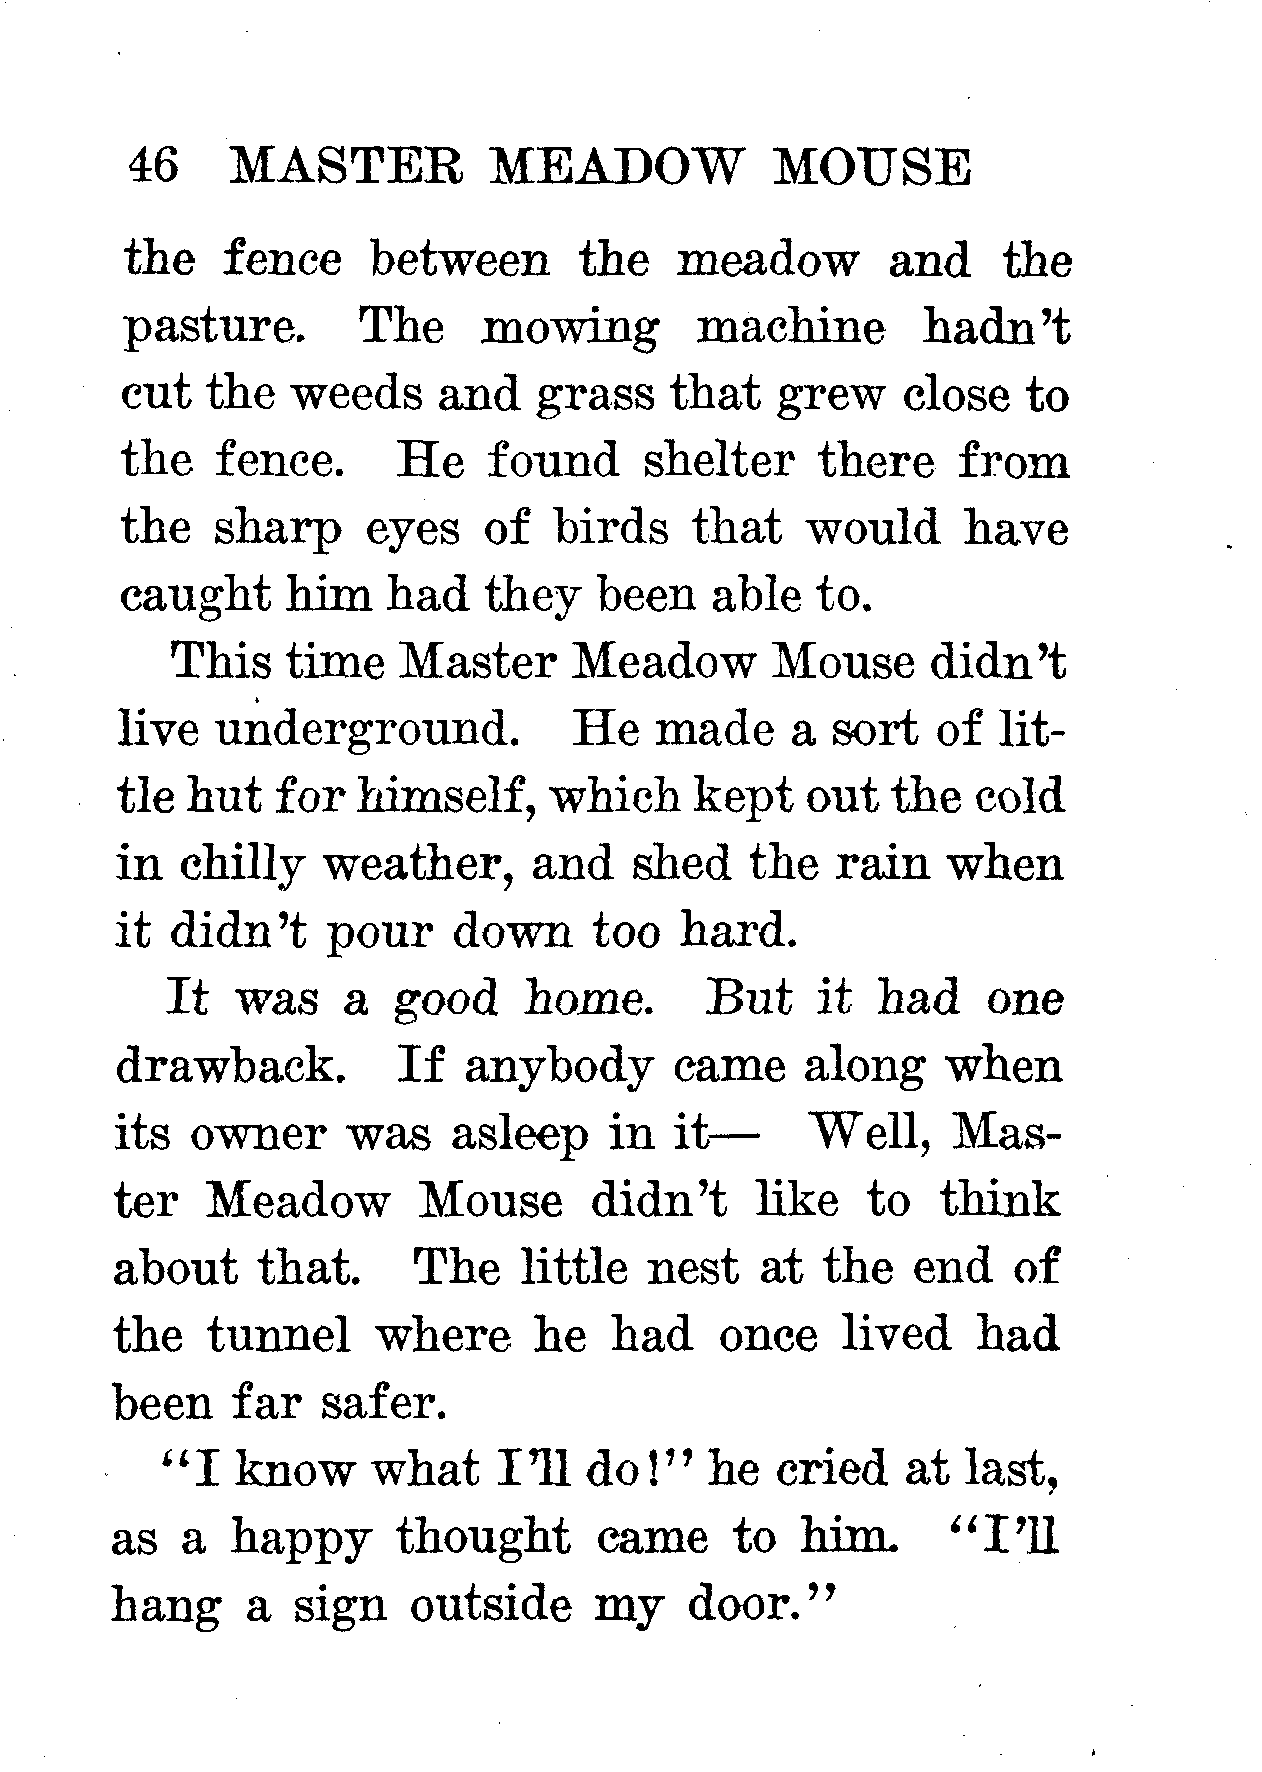 46 MASTER MEADOW MOUSE
the fence between the meadow and the
pasture. The mowing machine hadn't
cut the weeds and grass that grew close to
the fence. He found shelter there from
the sharp eyes of birds that would have
caught him had they been able to.
This time Master Meadow Mouse didn't
live underground. He made a sort of lit-
tle hut for himself, which kept out the cold
in chilly weather, and shed the rain when
it didn't pour down too hard.
It was a good home. But it had one
drawback. If anybody came along when
its owner was asleep in it— Well, Mas-
ter Meadow Mouse didn't like to think
about that. The little nest at the end of
the tunnel where he had once lived had
been far safer.
"I know what I'll do!" he cried at last,
as a happy thought came to him. "I'll
hang a sign outside my door."